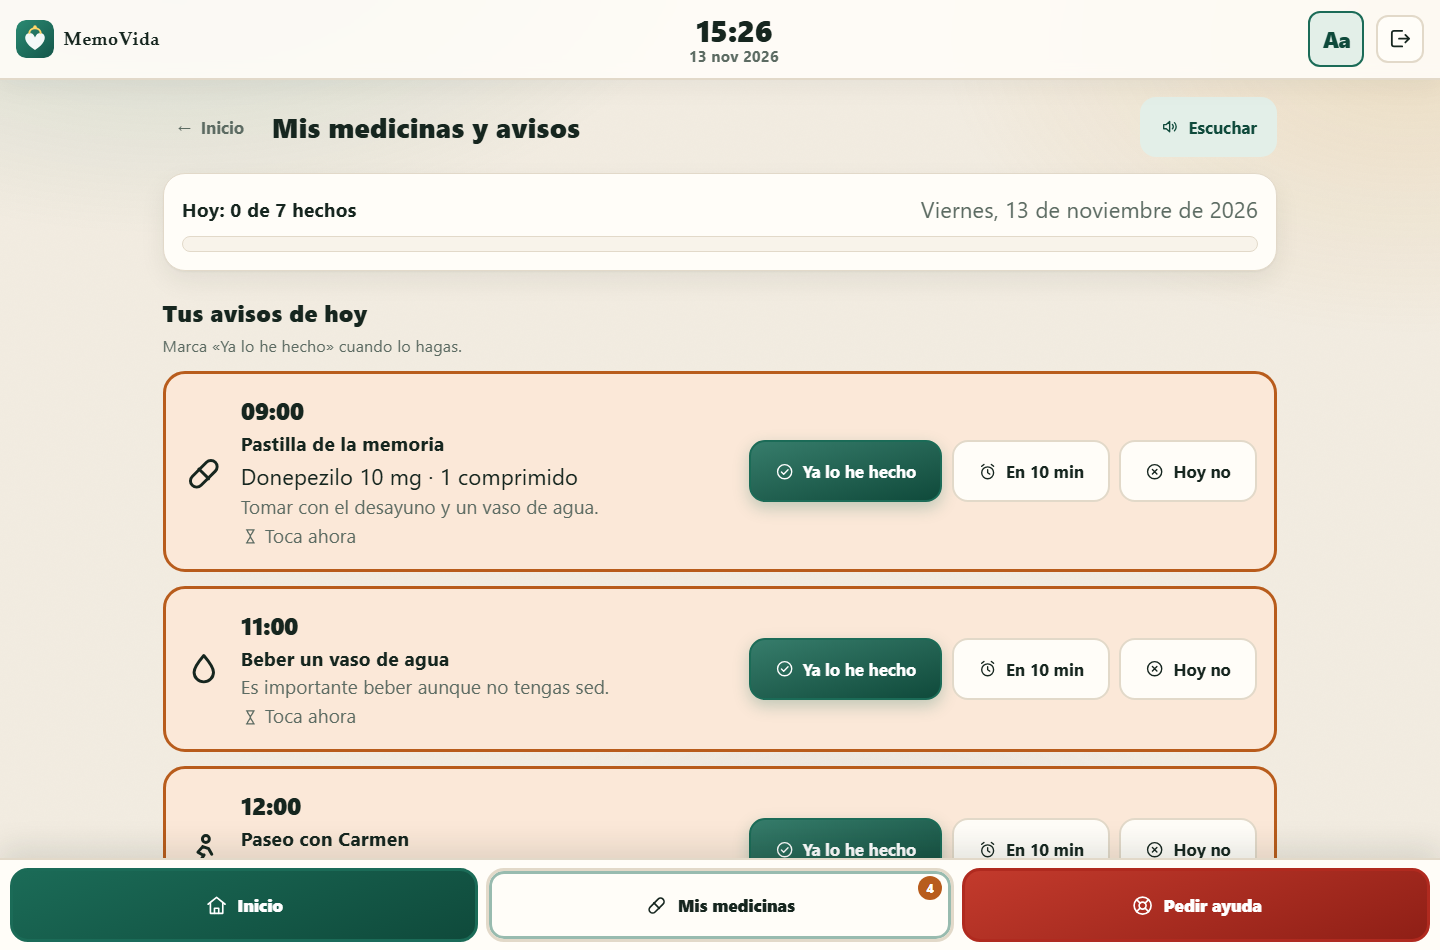 MemoVida
15:26
13 nov 2026
Aa
← Inicio
Mis medicinas y avisos
Escuchar
Hoy: 0 de 7 hechos
Viernes, 13 de noviembre de 2026
Tus avisos de hoy
Marca «Ya lo he hecho» cuando lo hagas.
09:00
Pastilla de la memoria
Donepezilo 10 mg · 1 comprimido
Tomar con el desayuno y un vaso de agua.
Toca ahora
Ya lo he hecho
En 10 min
Hoy no
11:00
Beber un vaso de agua
Es importante beber aunque no tengas sed.
Toca ahora
Ya lo he hecho
En 10 min
Hoy no
12:00
Paseo con Carmen
Ya lo he hecho
En 10 min
Hoy no
Inicio
Mis medicinas
4
Pedir ayuda